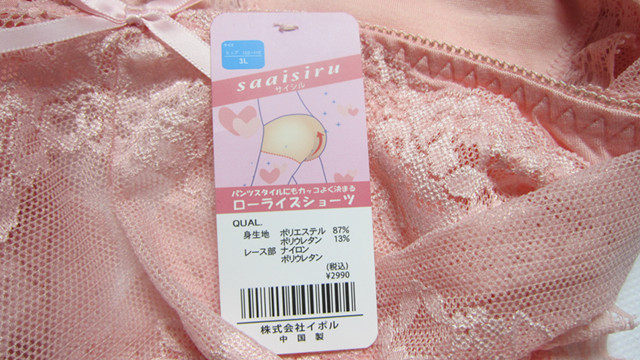 サイズ
3L
saaisiru
サイシル
パンツスタイルにもカッコよく決まる
ローライズショーツ
QUAL.
身生地 ポリエステル 87%
ポリウレタン 13%
レース部 ナイロン
ポリウレタン
(税込)
¥2990
株式会社イボル
中国製